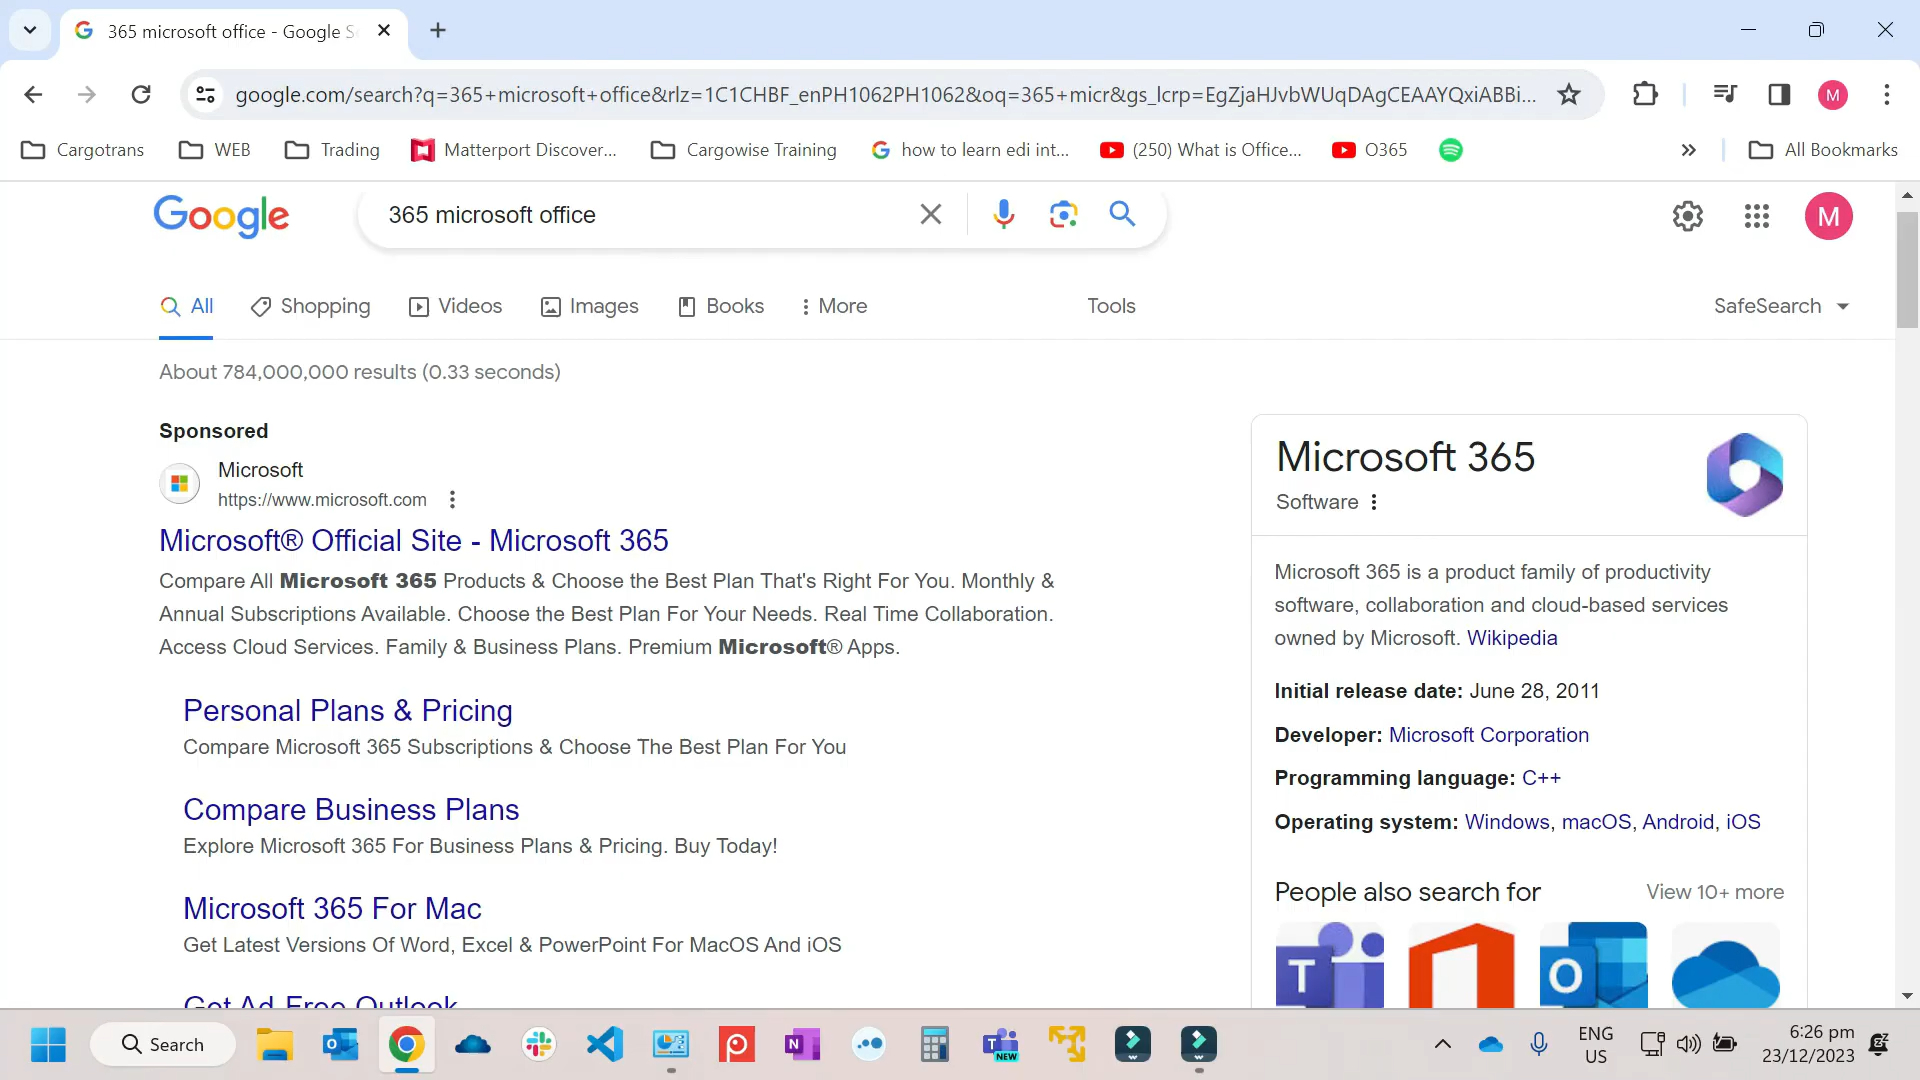 365 microsoft office - Google S
google.com/search?q=365+microsoft+office&rlz=1C1CHBF_enPH1062PH1062&oq=365+micr&gs_lcrp=EgZjaHJvbWUqDAgCEAAYQxiABBi...
M
Cargotrans
WEB
Trading
Matterport Discover...
Cargowise Training
how to learn edi int...
(250) What is Office...
O365
All Bookmarks
Google
365 microsoft office
M
All
Shopping
Videos
Images
Books
More
Tools
SafeSearch
About 784,000,000 results (0.33 seconds)
Sponsored
Microsoft
https://www.microsoft.com
Microsoft® Official Site - Microsoft 365
Compare All Microsoft 365 Products & Choose the Best Plan That's Right For You. Monthly &
Annual Subscriptions Available. Choose the Best Plan For Your Needs. Real Time Collaboration.
Access Cloud Services. Family & Business Plans. Premium Microsoft® Apps.
Personal Plans & Pricing
Compare Microsoft 365 Subscriptions & Choose The Best Plan For You
Compare Business Plans
Explore Microsoft 365 For Business Plans & Pricing. Buy Today!
Microsoft 365 For Mac
Get Latest Versions Of Word, Excel & PowerPoint For MacOS And iOS
Get Ad-Free Outlook
Microsoft 365
Software
Microsoft 365 is a product family of productivity
software, collaboration and cloud-based services
owned by Microsoft. Wikipedia
Initial release date: June 28, 2011
Developer: Microsoft Corporation
Programming language: C++
Operating system: Windows, macOS, Android, iOS
People also search for
View 10+ more
T
O
Search
O
N
T
NEW
ENG
US
6:26 pm
23/12/2023